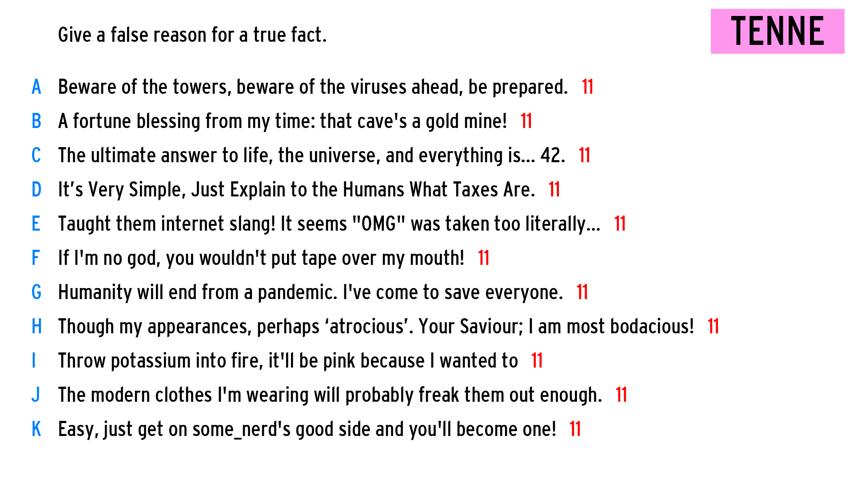 Give a false reason for a true fact.
TENNE
A Beware of the towers, beware of the viruses ahead, be prepared. 11
B A fortune blessing from my time: that cave's a gold mine! 11
C The ultimate answer to life, the universe, and everything is... 42. 11
D It’s Very Simple, Just Explain to the Humans What Taxes Are. 11
E Taught them internet slang! It seems "OMG" was taken too literally... 11
F If I'm no god, you wouldn't put tape over my mouth! 11
G Humanity will end from a pandemic. I've come to save everyone. 11
H Though my appearances, perhaps ‘atrocious’. Your Saviour; I am most bodacious! 11
I Throw potassium into fire, it'll be pink because I wanted to 11
J The modern clothes I'm wearing will probably freak them out enough. 11
K Easy, just get on some_nerd's good side and you'll become one! 11